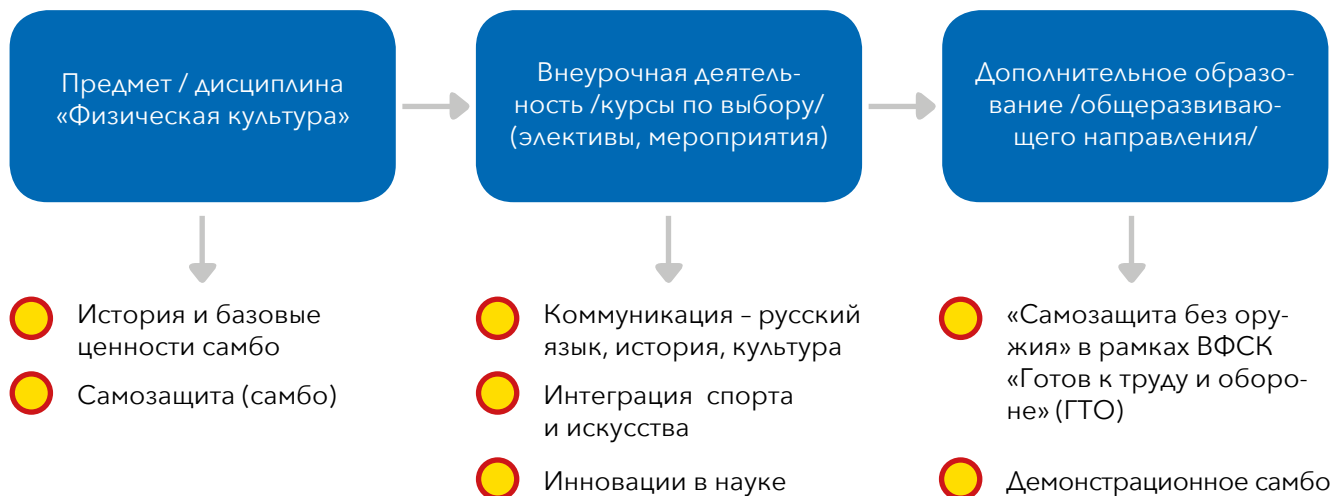 Предмет / дисциплина
«Физическая культура»
Внеурочная деятель-
ность /курсы по выбору/
(элективы, мероприятия)
Дополнительное образо-
вание /общеразвиваю-
щего направления/
История и базовые
ценности самбо
Самозащита (самбо)
Коммуникация – русский
язык, история, культура
Интеграция спорта
и искусства
Инновации в науке
«Самозащита без ору-
жия» в рамках ВФСК
«Готов к труду и оборо-
не» (ГТО)
Демонстрационное самбо